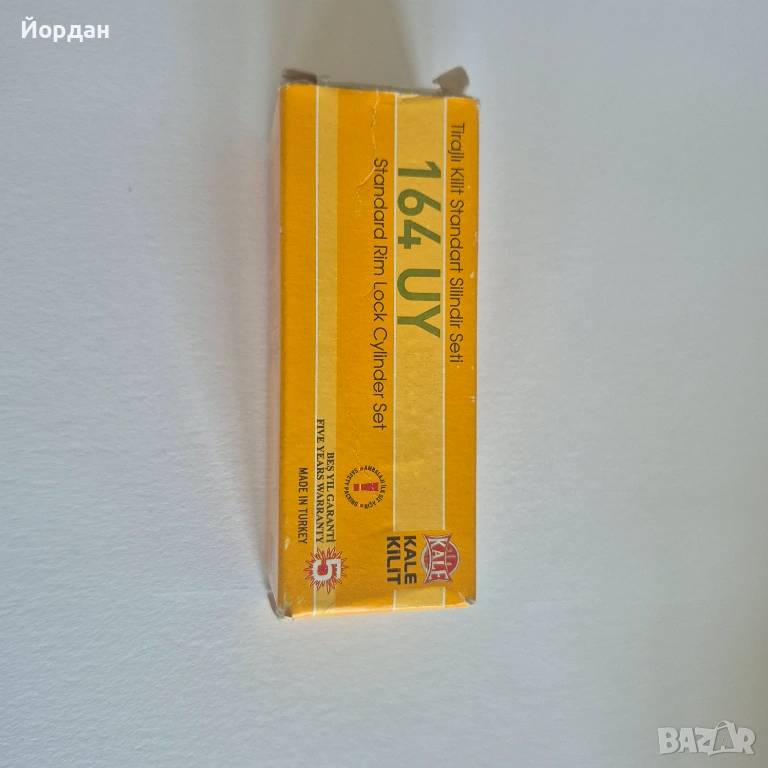 Йордан
Tirajlı Kilit Standart Silindir Seti
164 UY
Standard Rim Lock Cylinder Set
KALE
KALE
KİLİT
BEŞ YIL GARANTİ
FIVE YEARS WARRANTY
MADE IN TURKEY
5
BAZAR